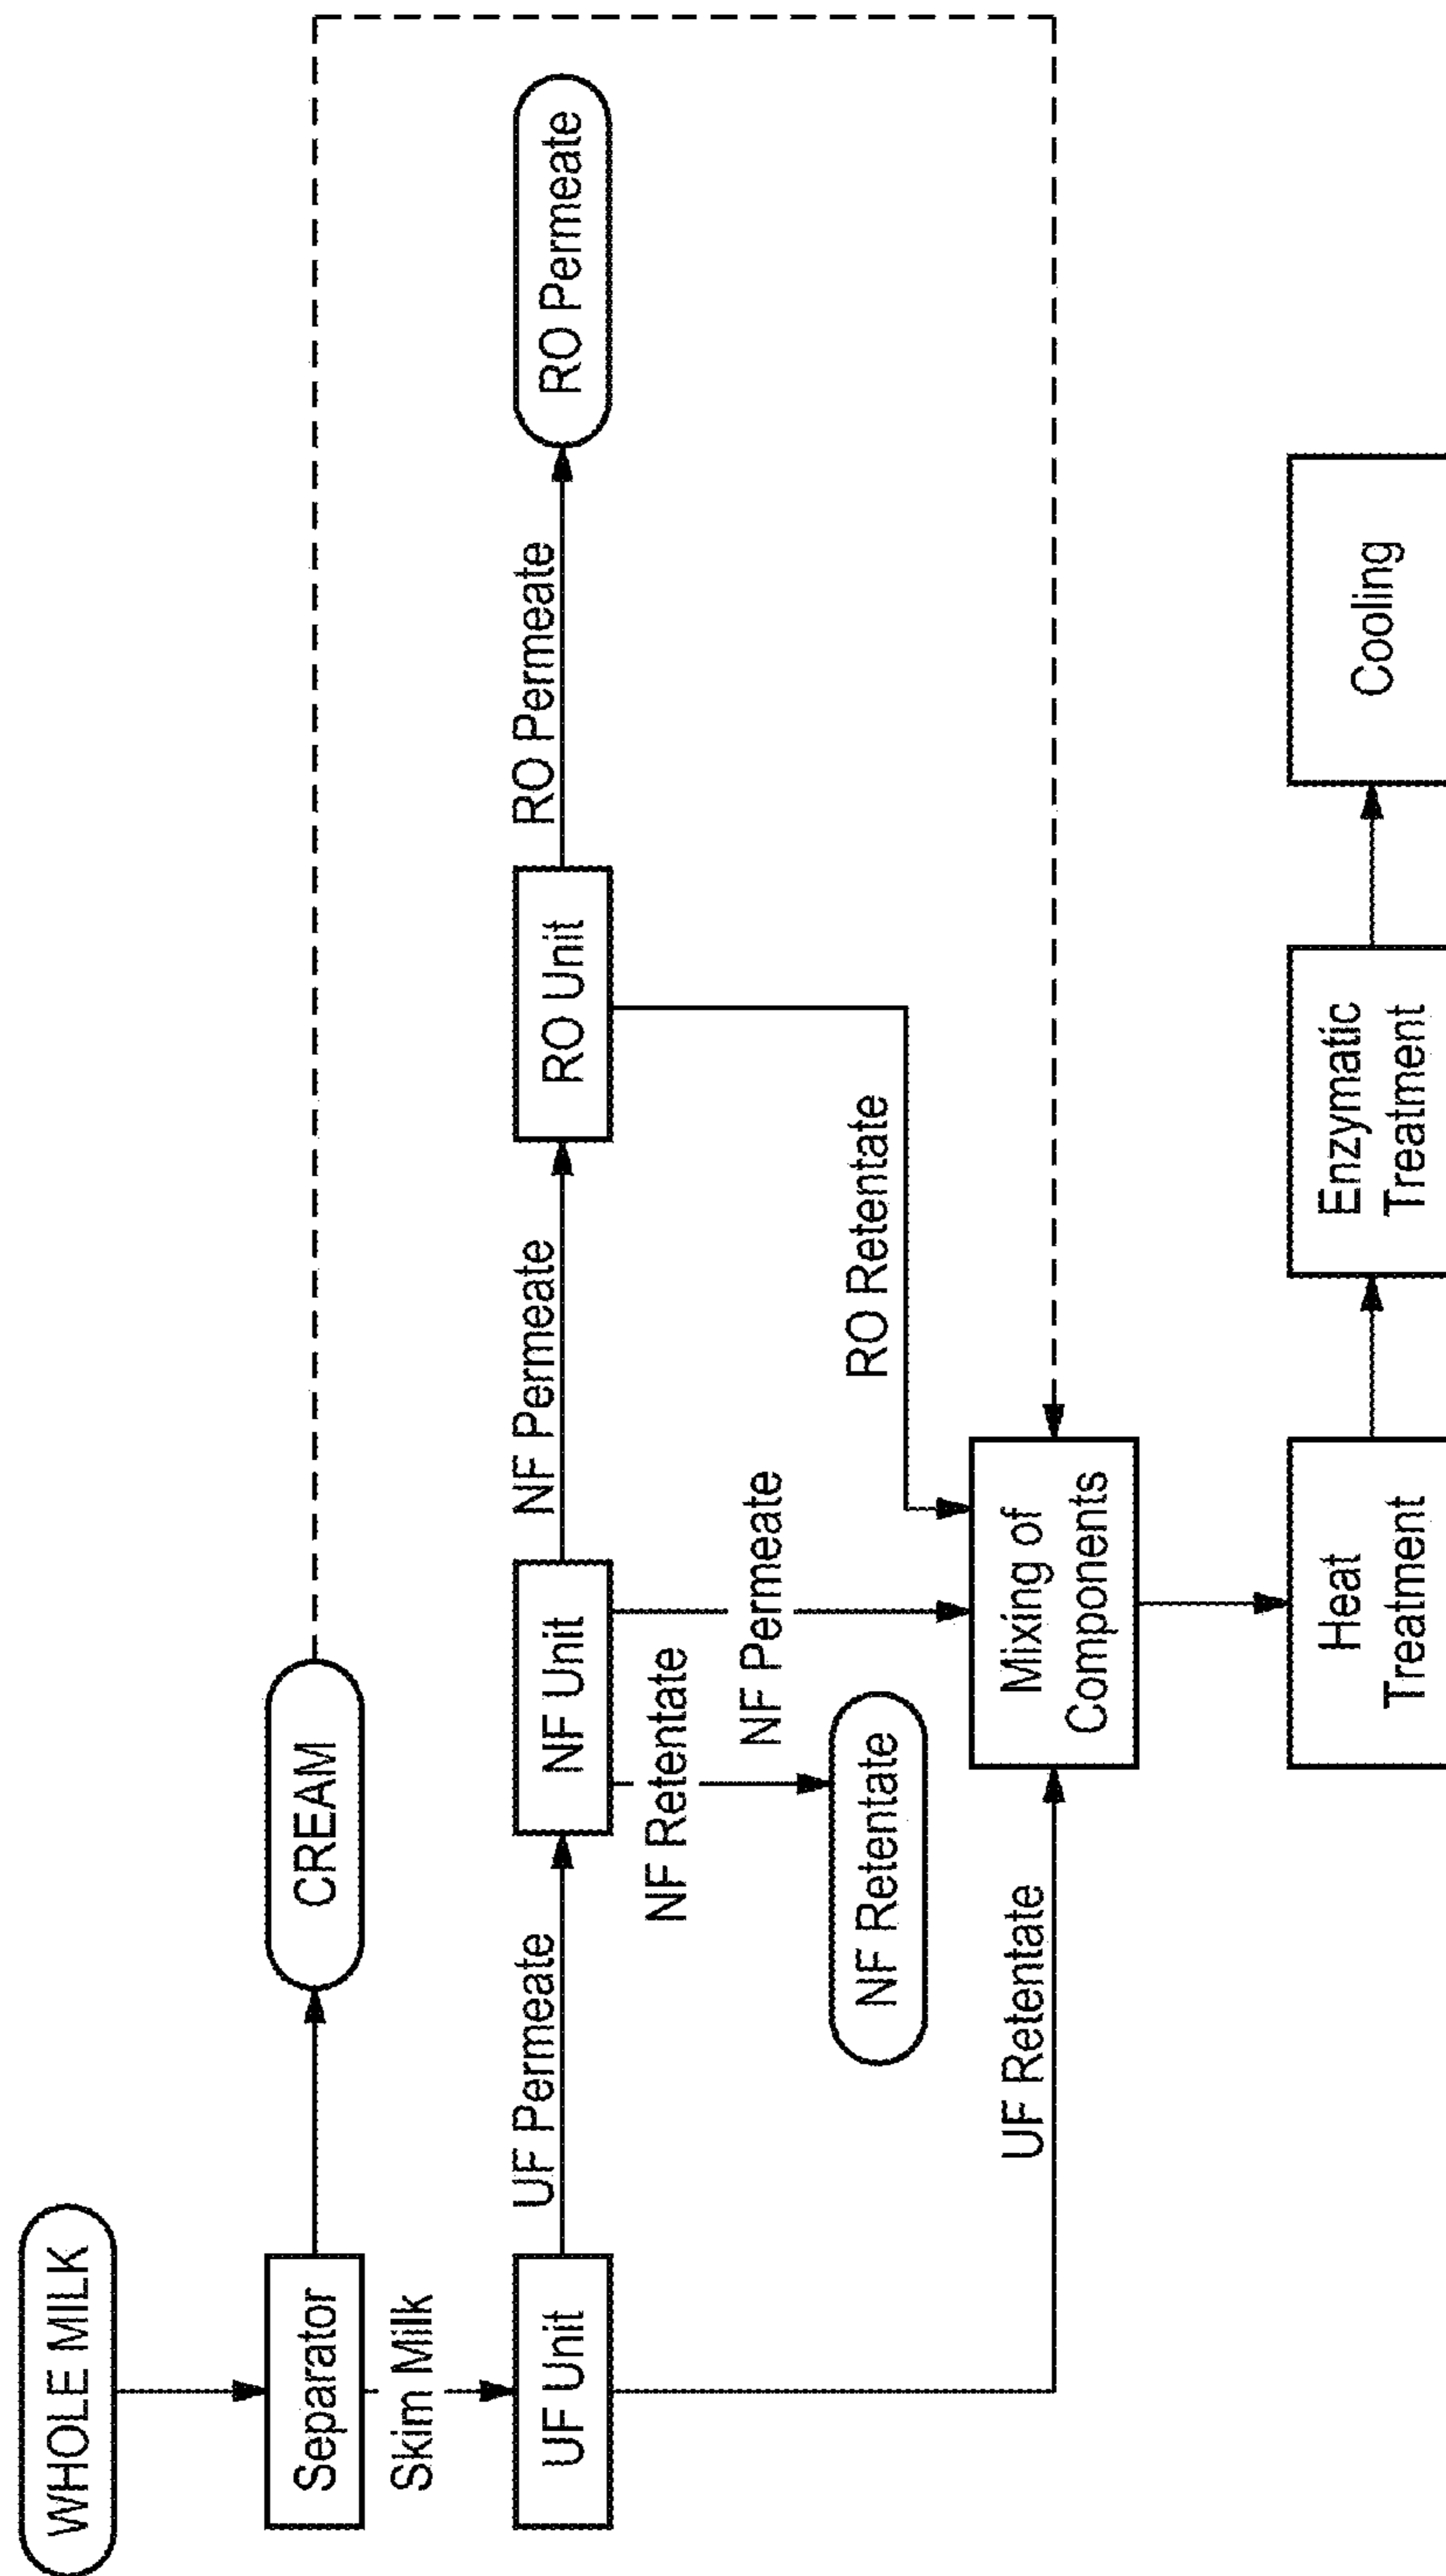 WHOLE MILK
Separator
CREAM
Skim Milk
UF Unit
UF Permeate
NF Unit
NF Permeate
RO Unit
RO Permeate
RO Permeate
NF Retentate
NF Permeate
NF Retentate
RO Retentate
UF Retentate
Mixing of
Components
Heat
Treatment
Enzymatic
Treatment
Cooling